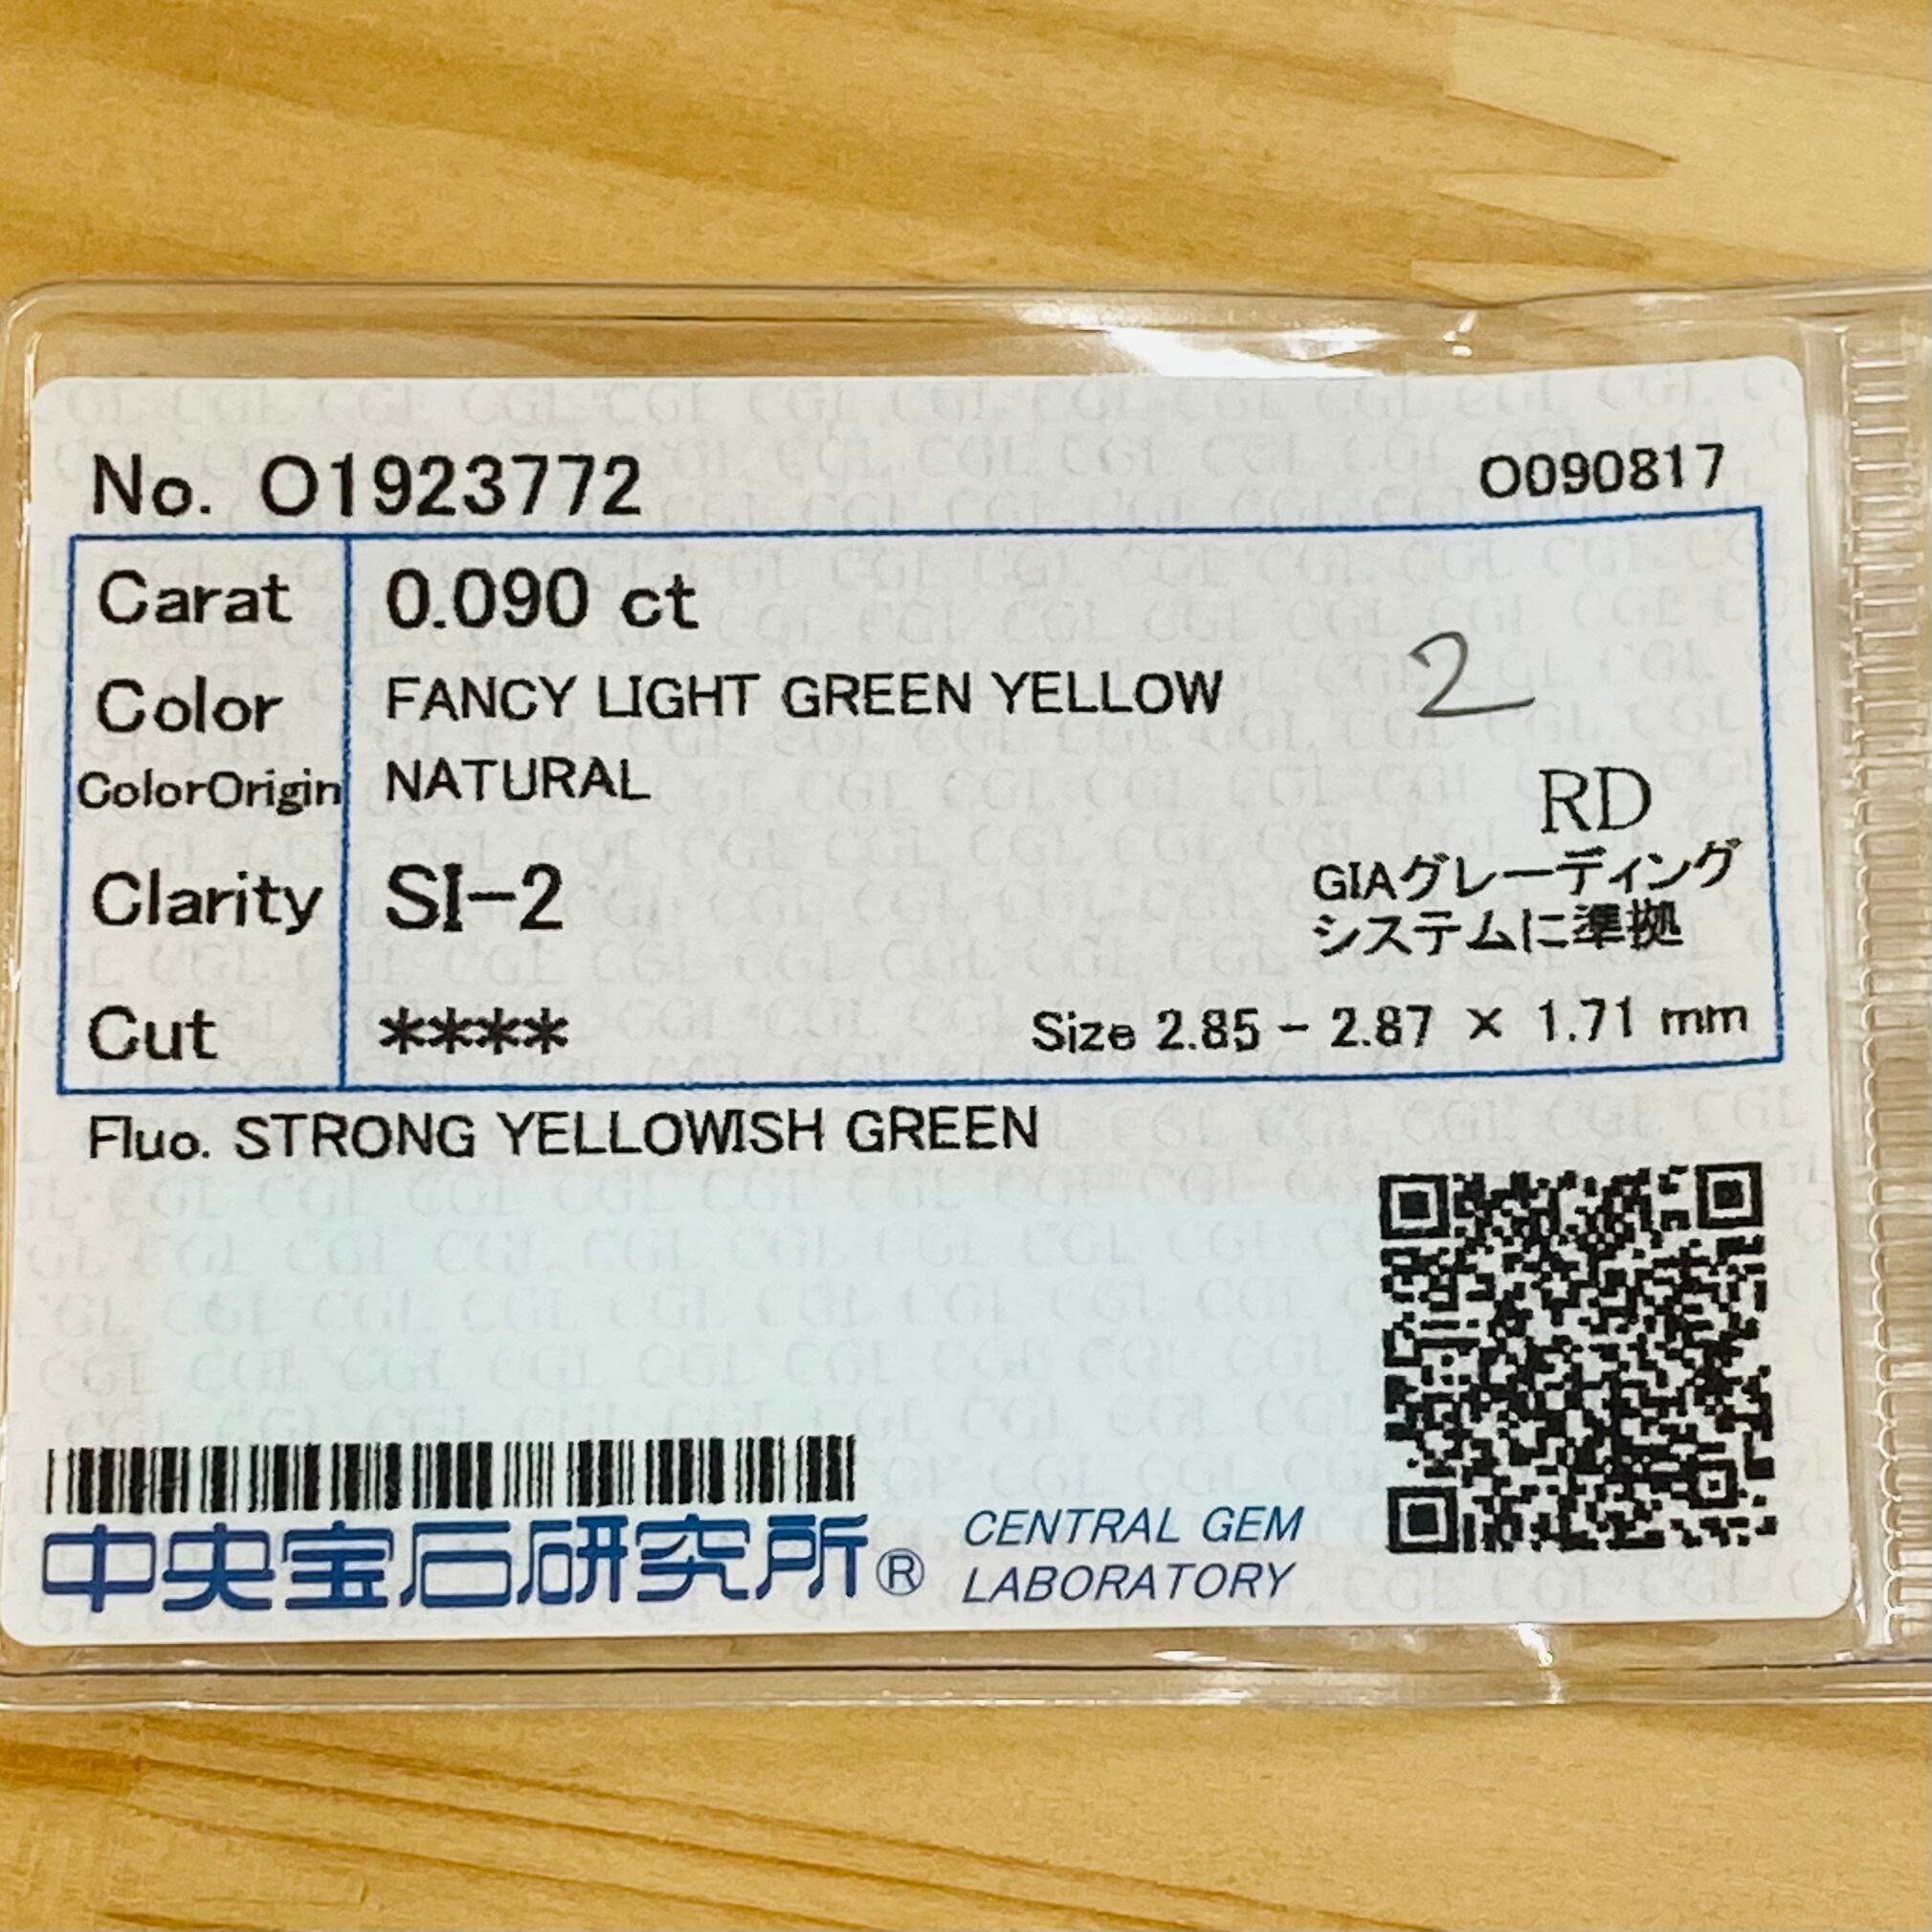 No. O1923772
O090817
Carat 0.090 ct
Color FANCY LIGHT GREEN YELLOW
2
ColorOrigin NATURAL
RD
Clarity SI-2
GIAグレーディング
システムに準拠
Cut ****
Size 2.85 - 2.87 × 1.71 mm
Fluo. STRONG YELLOWISH GREEN
中央宝石研究所®
CENTRAL GEM
LABORATORY